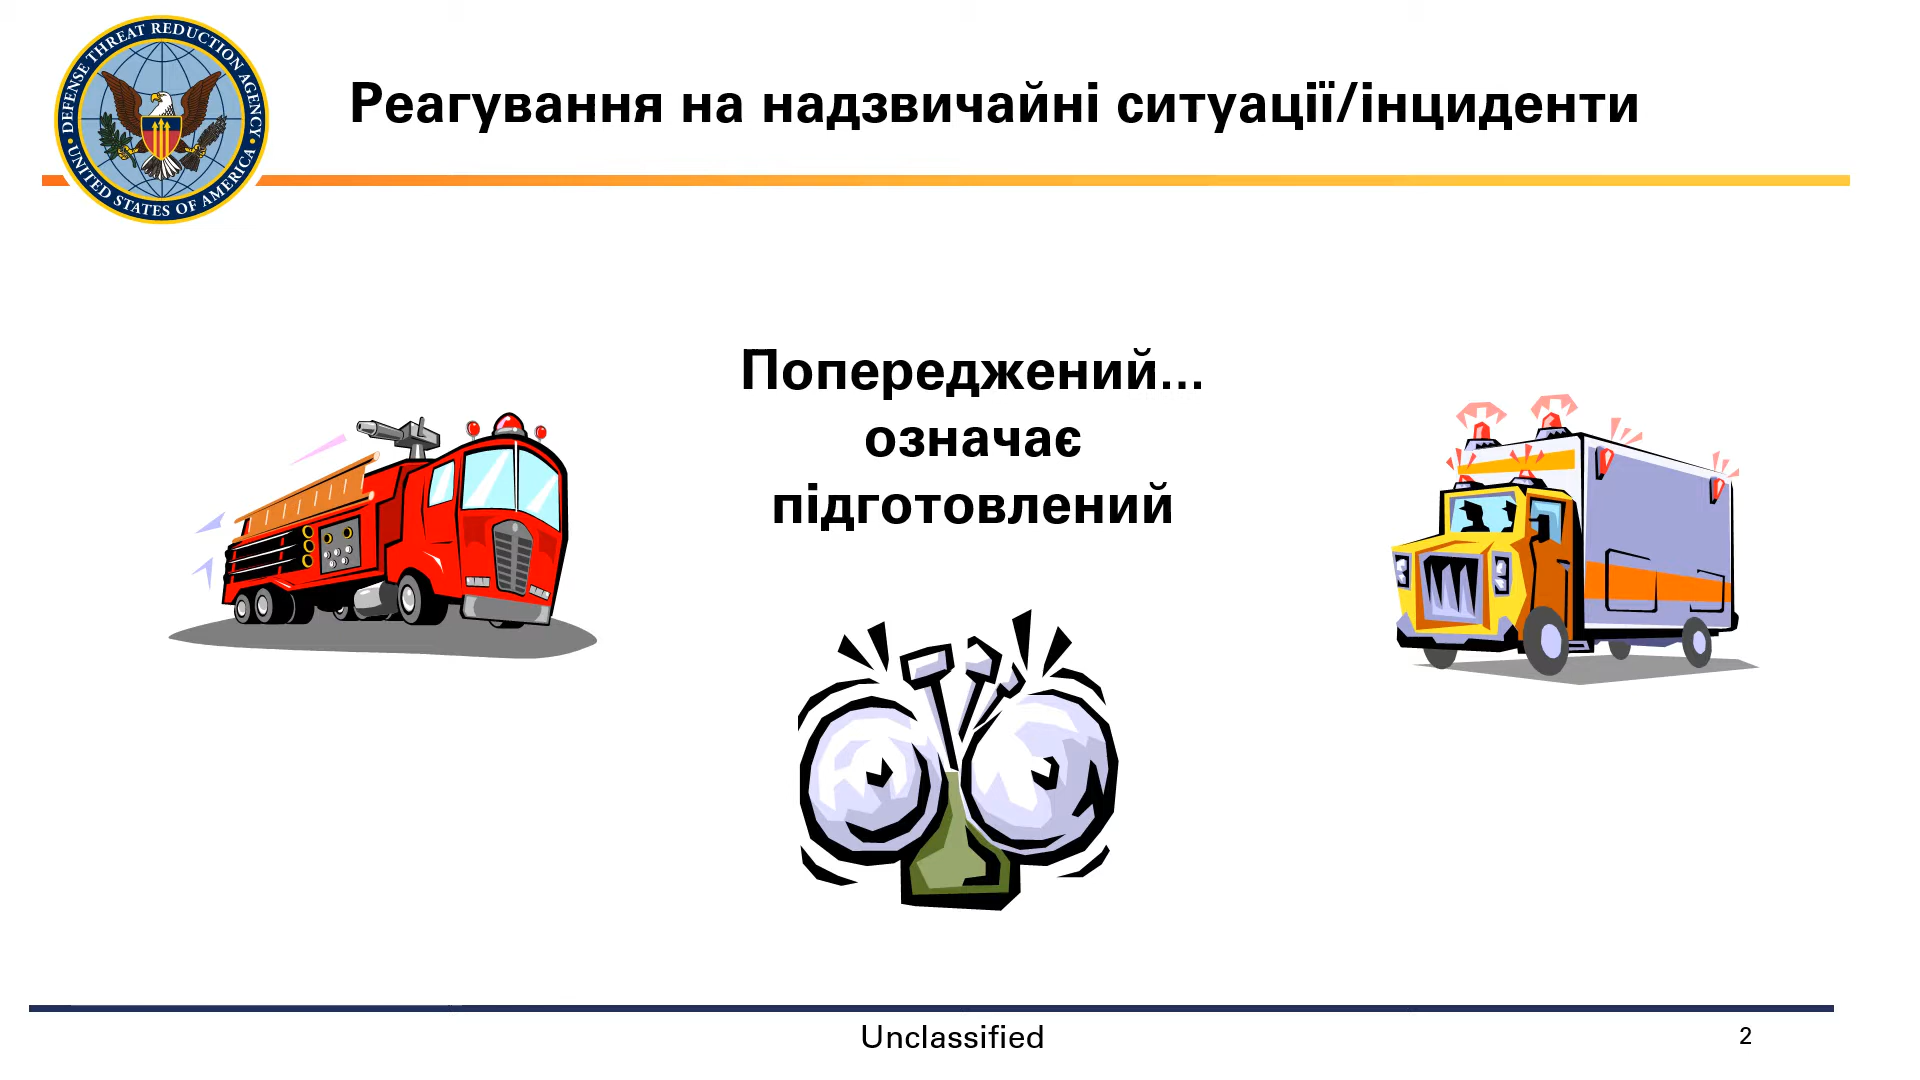 DEFENSE THREAT REDUCTION AGENCY
UNITED STATES OF AMERICA
Реагування на надзвичайні ситуації/інциденти
Попереджений...
означає
підготовлений
Unclassified
2